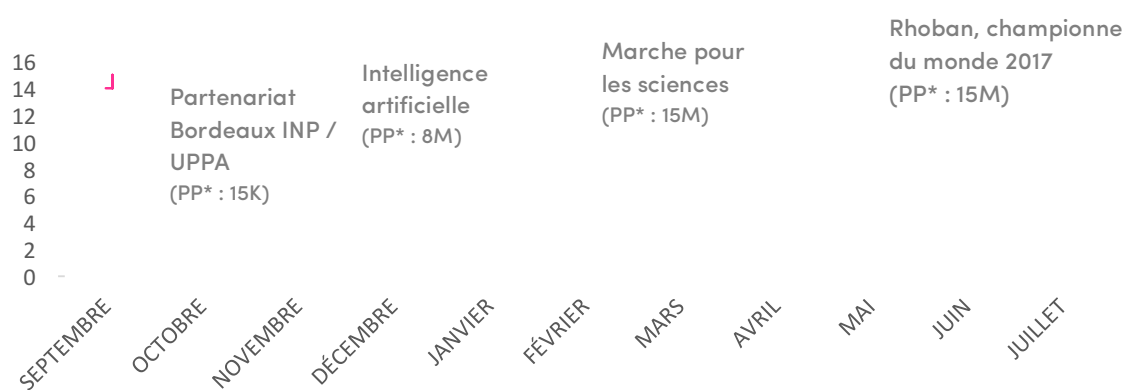 Rhoban, championne
du monde 2017
(PP* : 15M)
Marche pour
les sciences
(PP* : 15M)
Intelligence
artificielle
(PP* : 8M)
Partenariat
Bordeaux INP /
UPPA
(PP* : 15K)
16
14
12
10
8
6
4
2
0
SEPTEMBRE
OCTOBRE
NOVEMBRE
DÉCEMBRE
JANVIER
FÉVRIER
MARS
AVRIL
MAI
JUIN
JUILLET